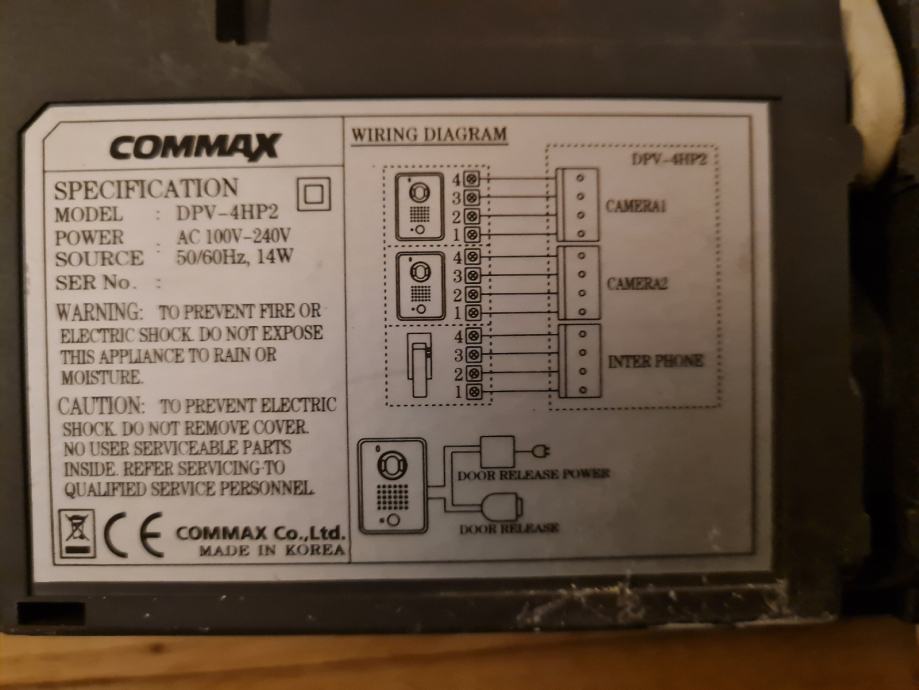 COMMAX
SPECIFICATION
MODEL : DPV-4HP2
POWER : AC 100V-240V
SOURCE 50/60Hz, 14W
SER No. :
WARNING: TO PREVENT FIRE OR
ELECTRIC SHOCK. DO NOT EXPOSE
THIS APPLIANCE TO RAIN OR
MOISTURE.
CAUTION: TO PREVENT ELECTRIC
SHOCK. DO NOT REMOVE COVER.
NO USER SERVICEABLE PARTS
INSIDE. REFER SERVICING TO
QUALIFIED SERVICE PERSONNEL.
CE COMMAX Co.,Ltd.
MADE IN KOREA
WIRING DIAGRAM
DPV-4HP2
4
3
2
1
CAMERA1
4
3
2
1
CAMERA2
4
3
2
1
INTER PHONE
DOOR RELEASE POWER
DOOR RELEASE